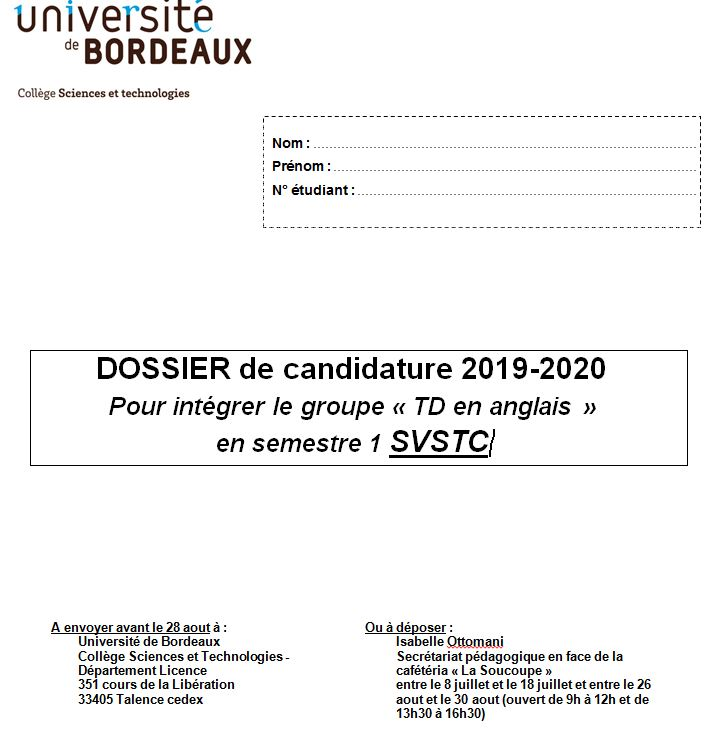 université
de BORDEAUX
Collège Sciences et technologies
Nom :
Prénom :
N° étudiant :
DOSSIER de candidature 2019-2020
Pour intégrer le groupe « TD en anglais »
en semestre 1 SVSTC
A envoyer avant le 28 aout à :
Université de Bordeaux
Collège Sciences et Technologies -
Département Licence
351 cours de la Libération
33405 Talence cedex
Ou à déposer :
Isabelle Ottomani
Secrétariat pédagogique en face de la
cafétéria « La Soucoupe »
entre le 8 juillet et le 18 juillet et entre le 26
aout et le 30 aout (ouvert de 9h à 12h et de
13h30 à 16h30)